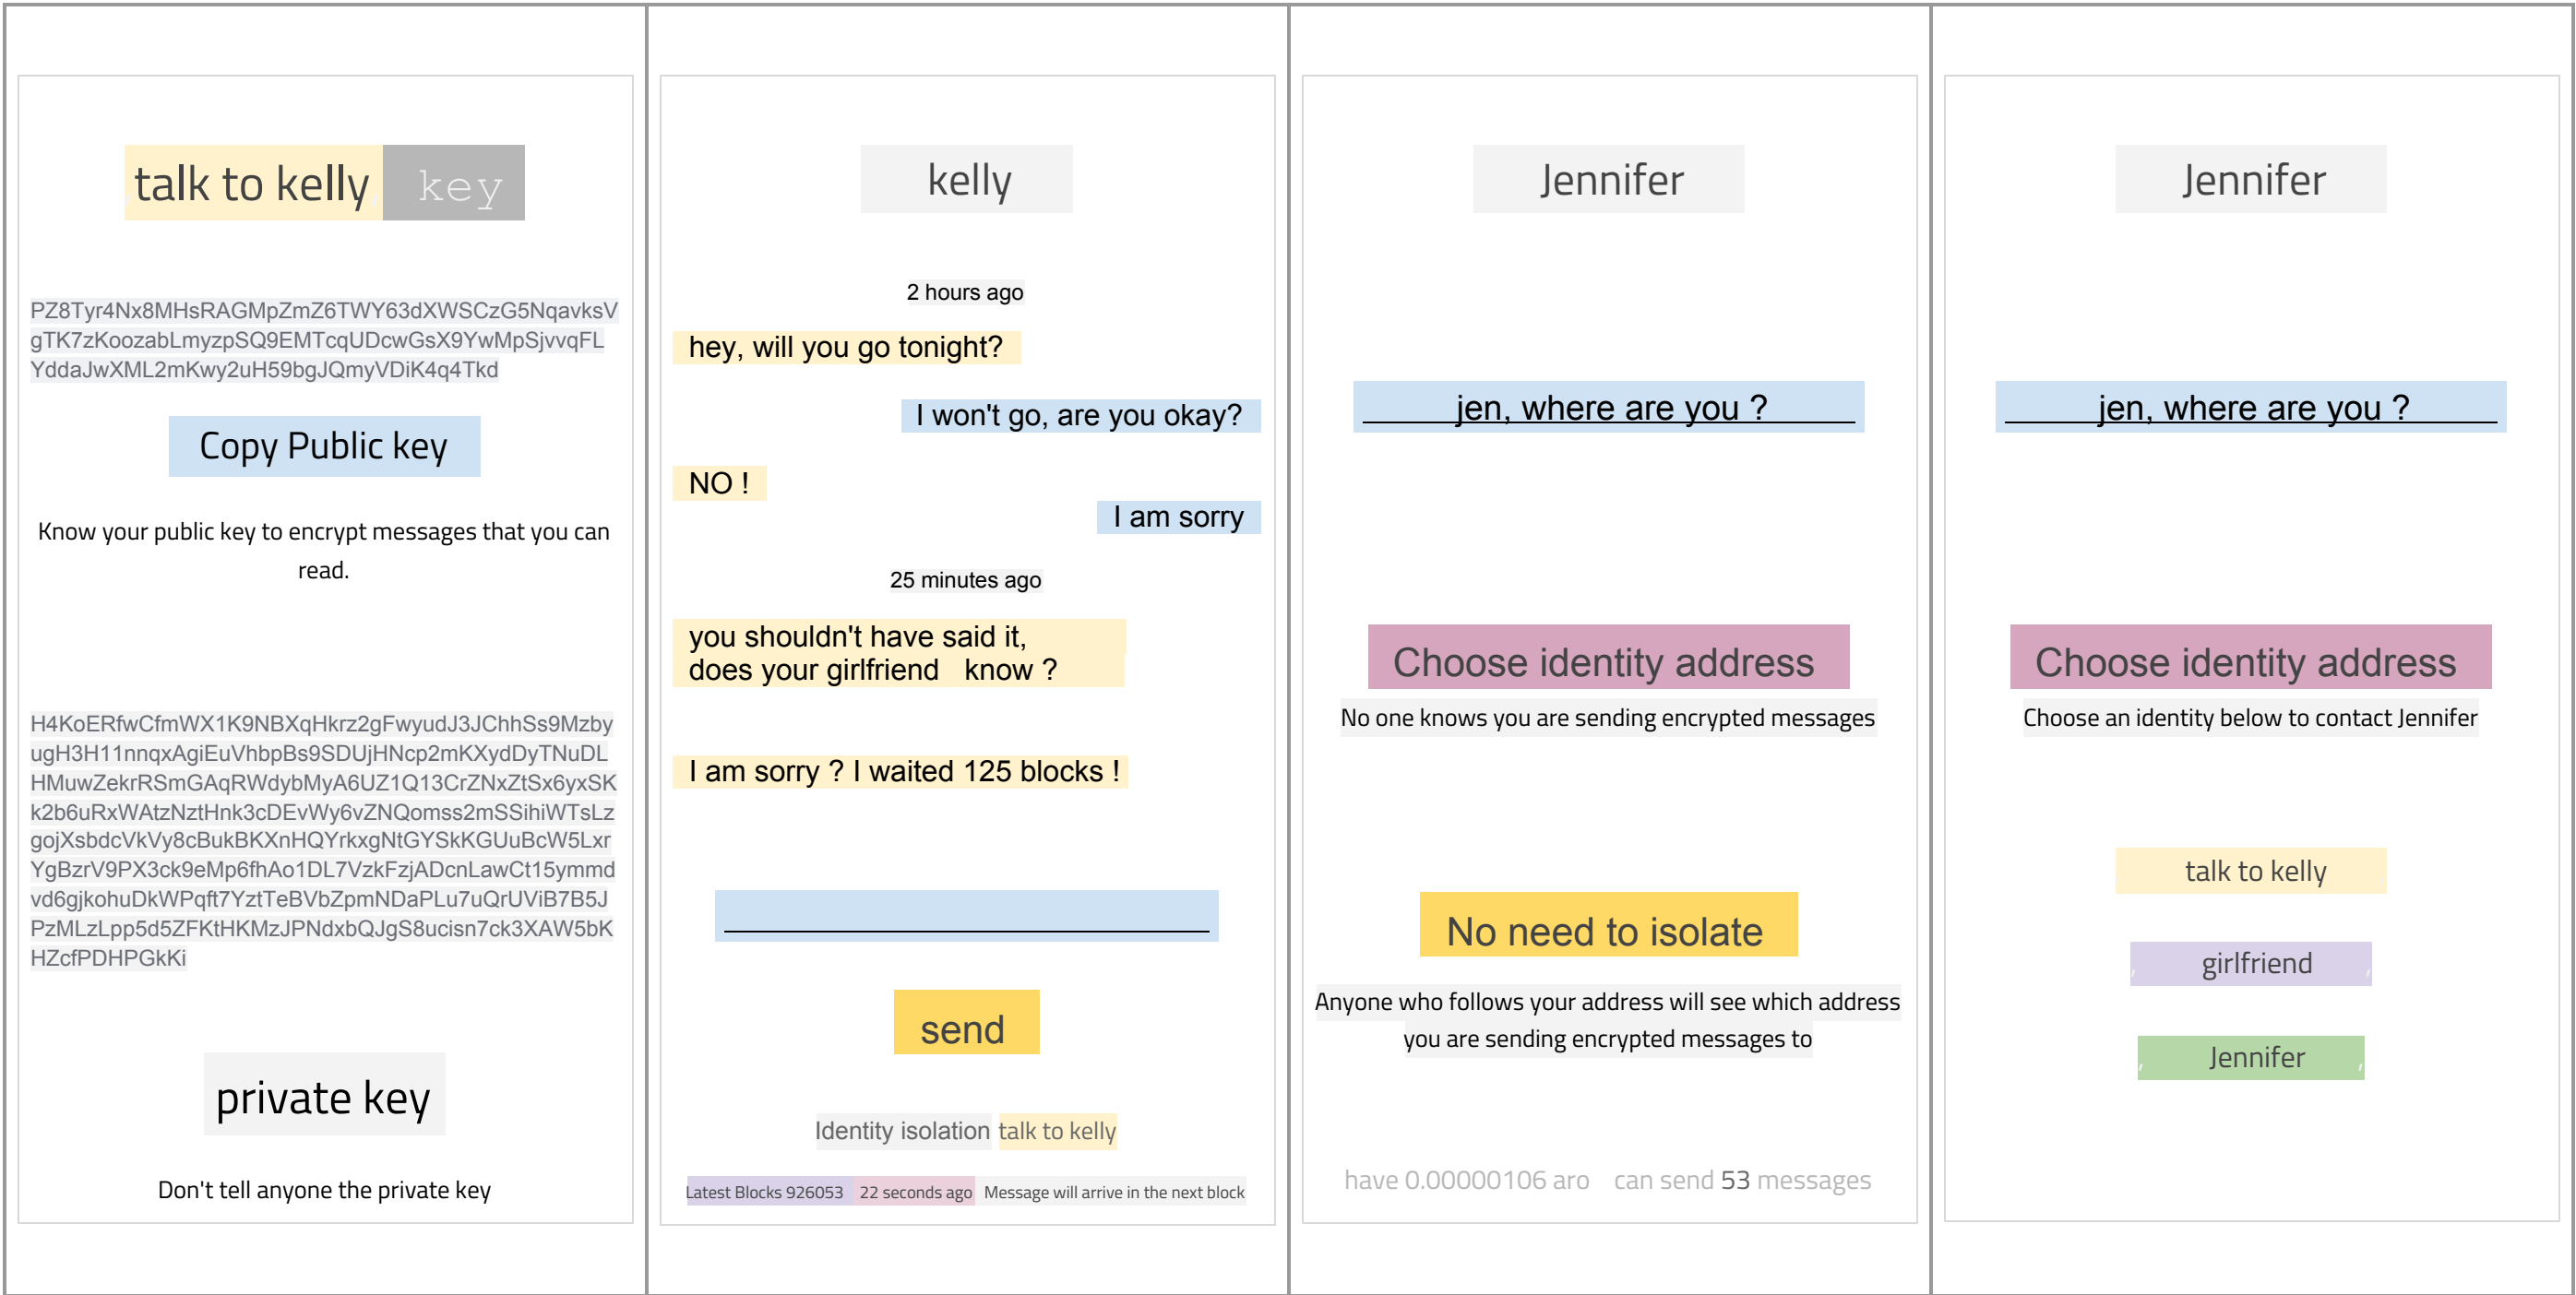 talk to kelly key
PZ8Tyr4Nx8MHsRAGMpZmZ6TWY63dXWSCzG5NqavksV
gTK7zKoozabLmyzpSQ9EMTcqUDcwGsX9YwMpSjvvqFL
YddaJwXML2mKwy2uH59bgJQmyVDiK4q4Tkd
Copy Public key
Know your public key to encrypt messages that you can
read.
H4KoERfwCfmWX1K9NBXqHkrz2gFwyudJ3JChhSs9Mzby
ugH3H11nnqxAgiEuVhbpBs9SDUjHNcp2mKXydDyTNuDL
HMuwZekrRSmGAqRWdybMyA6UZ1Q13CrZNxZtSx6yxSK
k2b6uRxWAtzNztHnk3cDEvWy6vZNQomss2mSSihiWTsLz
gojXsbdcVkVy8cBukBKXnHQYrkxgNtGYSkKGUuBcW5Lxr
YgBzrV9PX3ck9eMp6fhAo1DL7VzkFzjADcnLawCt15ymmd
vd6gjkohuDkWPqft7YztTeBVbZpmNDaPLu7uQrUViB7B5J
PzMLzLpp5d5ZFKtHKMzJPNdxbQJgS8ucisn7ck3XAW5bK
HZcfPDHPGkKi
private key
Don't tell anyone the private key
kelly
2 hours ago
hey, will you go tonight?
I won't go, are you okay?
NO !
I am sorry
25 minutes ago
you shouldn't have said it,
does your girlfriend know ?
I am sorry ? I waited 125 blocks !
send
Identity isolation talk to kelly
Latest Blocks 926053 22 seconds ago Message will arrive in the next block
Jennifer
jen, where are you ?
Choose identity address
No one knows you are sending encrypted messages
No need to isolate
Anyone who follows your address will see which address
you are sending encrypted messages to
have 0.00000106 aro can send 53 messages
Jennifer
jen, where are you ?
Choose identity address
Choose an identity below to contact Jennifer
talk to kelly
, girlfriend ,
, Jennifer ,